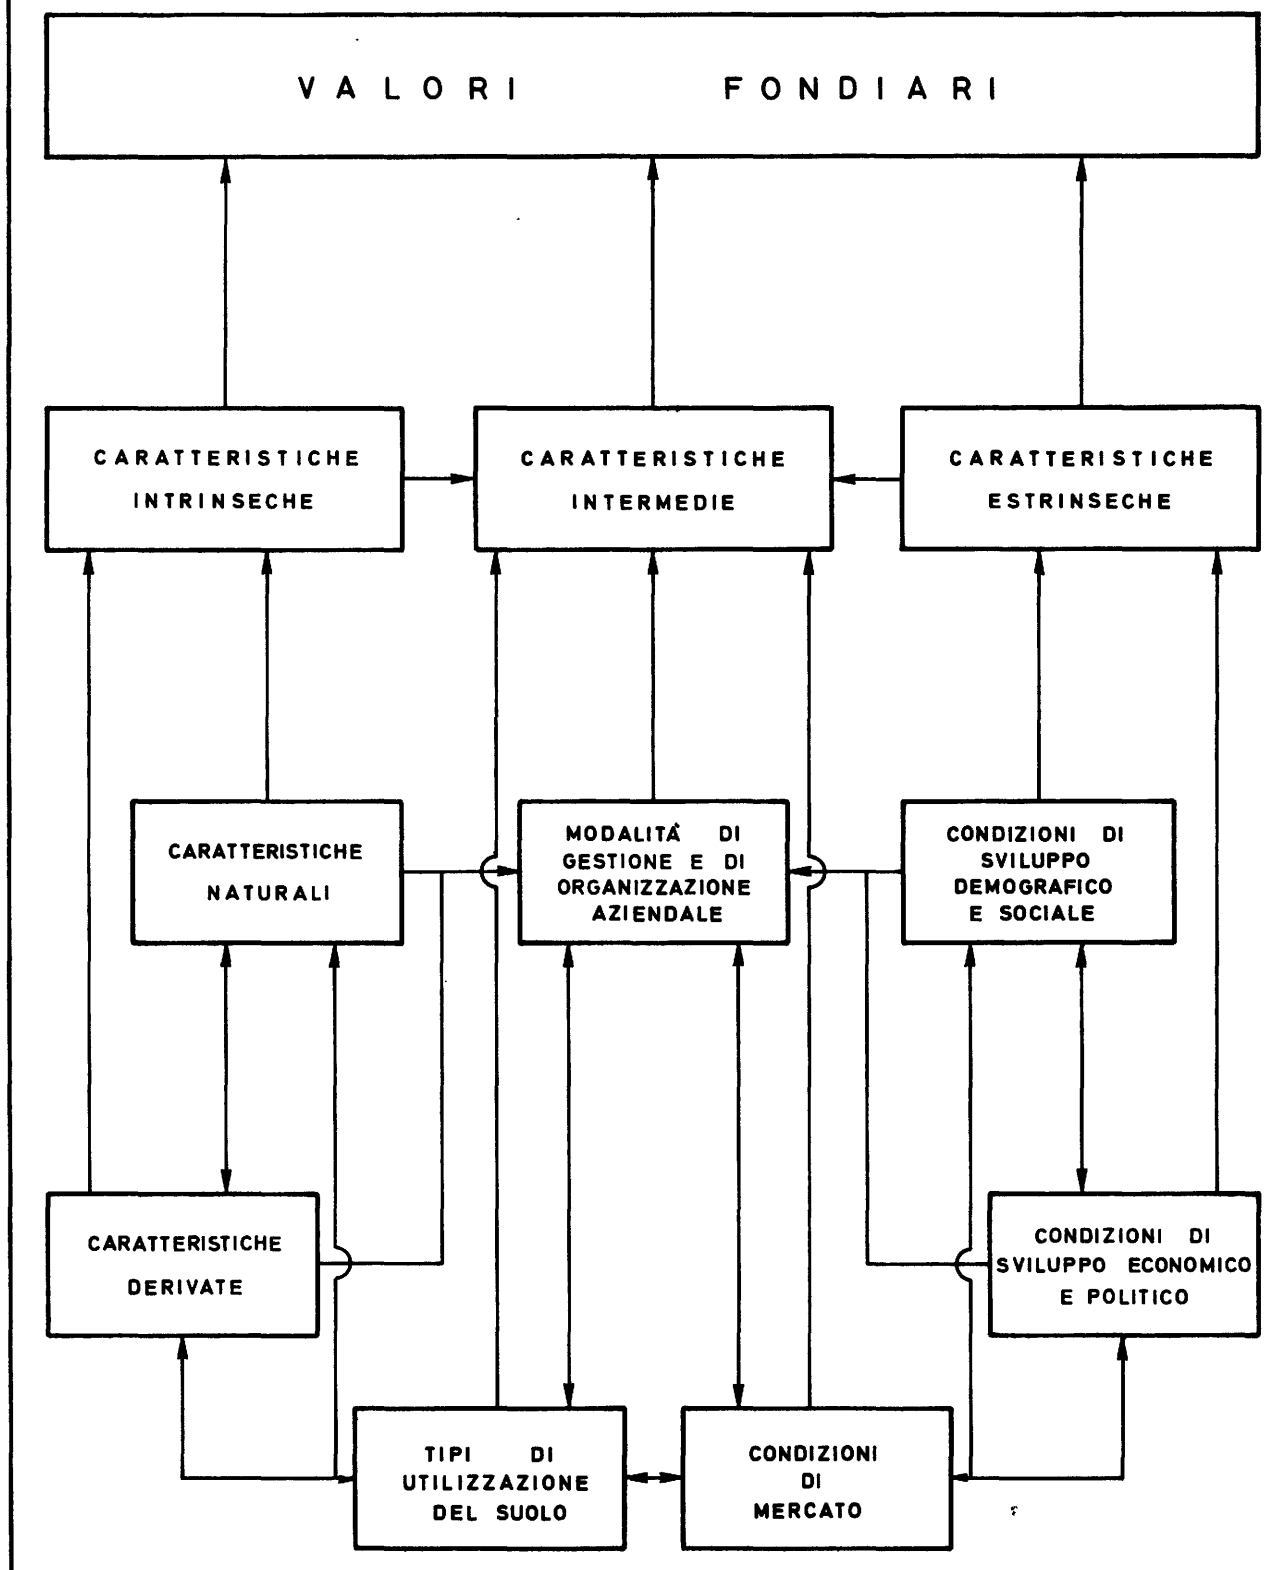 VALORI FONDIARI
CARATTERISTICHE
INTRINSECHE
CARATTERISTICHE
INTERMEDIE
CARATTERISTICHE
ESTRINSECHE
CARATTERISTICHE
NATURALI
MODALITÀ DI
GESTIONE E DI
ORGANIZZAZIONE
AZIENDALE
CONDIZIONI DI
SVILUPPO
DEMOGRAFICO
E SOCIALE
CARATTERISTICHE
DERIVATE
CONDIZIONI DI
SVILUPPO ECONOMICO
E POLITICO
TIPI DI
UTILIZZAZIONE
DEL SUOLO
CONDIZIONI
DI
MERCATO